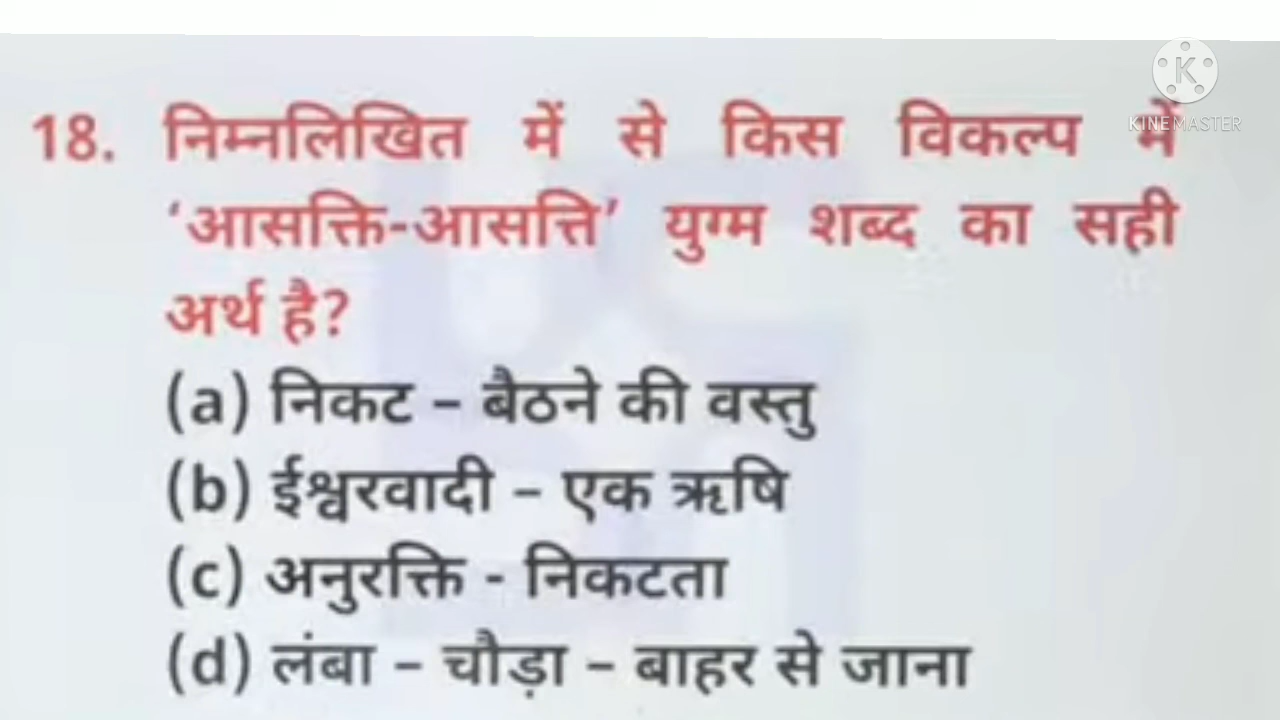 KINEMASTER
18. निम्नलिखित में से किस विकल्प में
‘आसक्ति-आसत्ति’ युग्म शब्द का सही
अर्थ है?
(a) निकट – बैठने की वस्तु
(b) ईश्वरवादी – एक ऋषि
(c) अनुरक्ति - निकटता
(d) लंबा – चौड़ा – बाहर से जाना